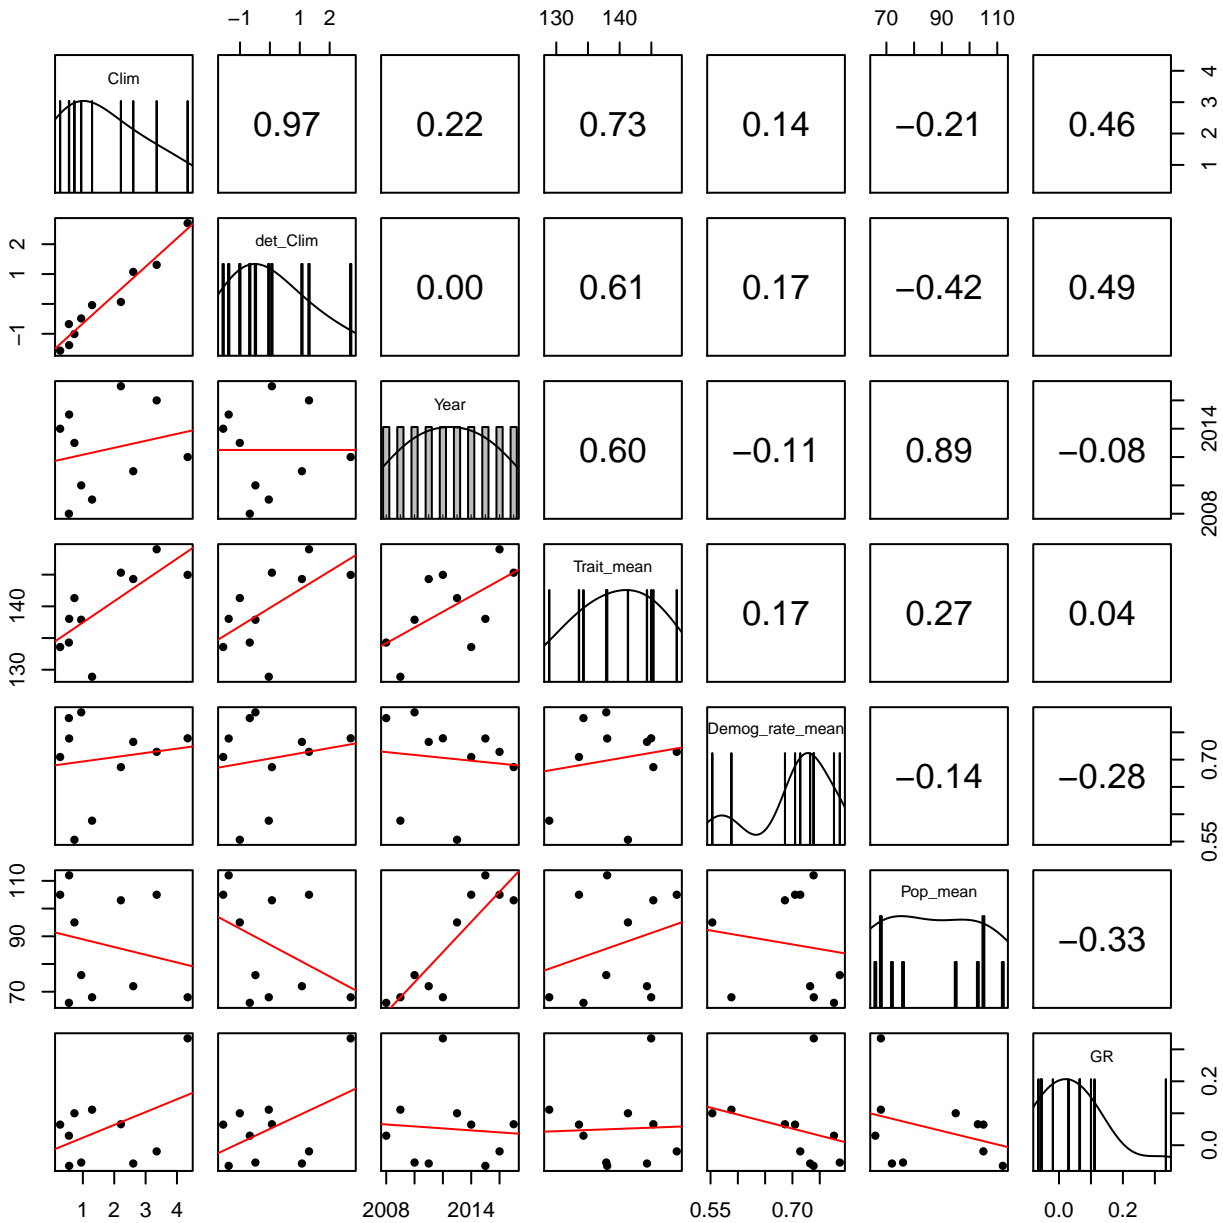 −1 1 2 130 140 70 90 110
Clim 0.97 0.22 0.73 0.14 −0.21 0.46
1 2 3 4
det_Clim 0.00 0.61 0.17 −0.42 0.49
−1 1 2
Year 0.60 −0.11 0.89 −0.08
2008 2014
Trait_mean 0.17 0.27 0.04
130 140
Demog_rate_mean −0.14 −0.28
0.55 0.70
Pop_mean −0.33
70 90 110
GR
0.0 0.2
1 2 3 4 2008 2014 0.55 0.70 0.0 0.2